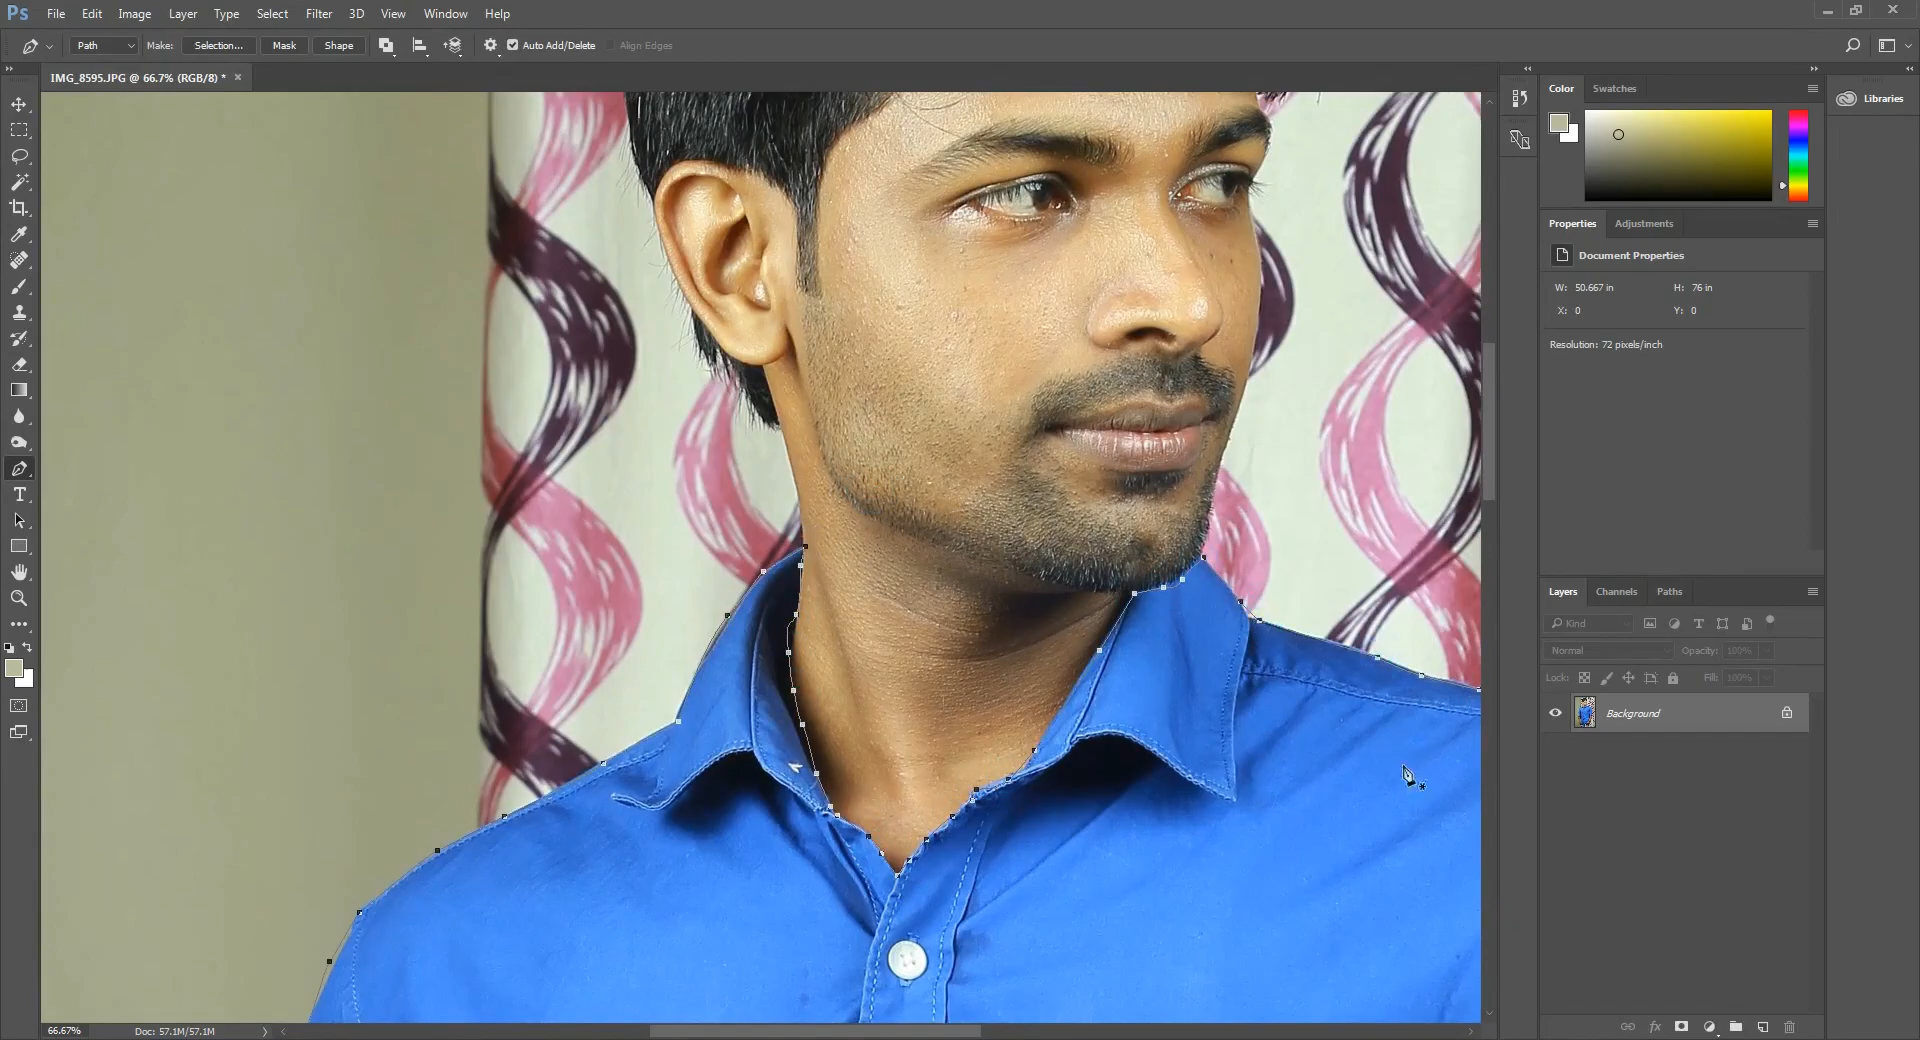 Ps File Edit Image Layer Type Select Filter 3D View Window Help
Path Make: Selection... Mask Shape Auto Add/Delete Align Edges
IMG_8595.JPG @ 66.7% (RGB/8) *
Color Swatches
Libraries
Properties Adjustments
Document Properties
W: 50.667 in H: 76 in
X: 0 Y: 0
Resolution: 72 pixels/inch
Layers Channels Paths
Kind
Normal Opacity: 100%
Lock: Fill: 100%
Background
66.67% Doc: 57.1M/57.1M